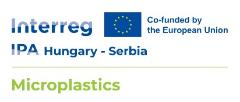 Interreg
Co-funded by
the European Union
IPA Hungary - Serbia
Microplastics